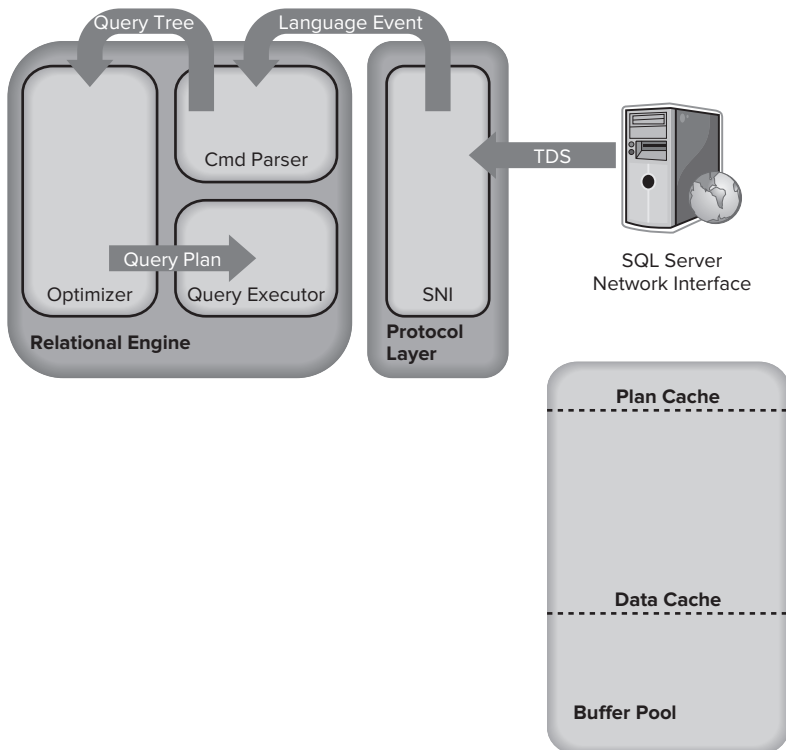 Query Tree
Language Event
Cmd Parser
TDS
Query Plan
Optimizer
Query Executor
SNI
SQL Server
Network Interface
Relational Engine
Protocol
Layer
Plan Cache
Data Cache
Buffer Pool